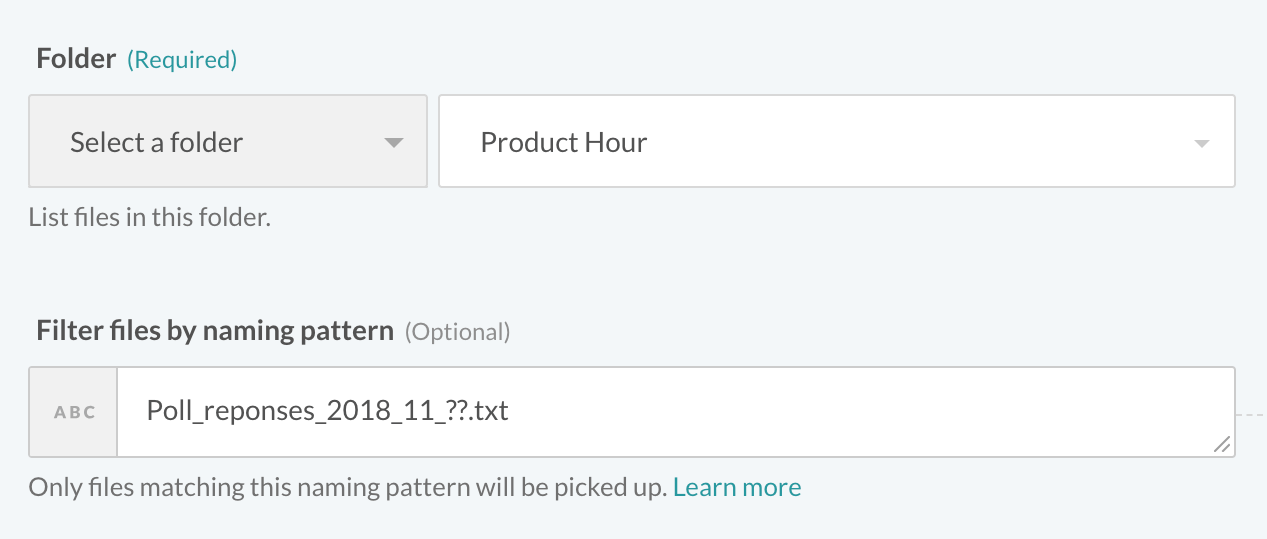 Folder (Required)
Select a folder Product Hour
List files in this folder.
Filter files by naming pattern (Optional)
ABC Poll_reponses_2018_11_??.txt
Only files matching this naming pattern will be picked up. Learn more